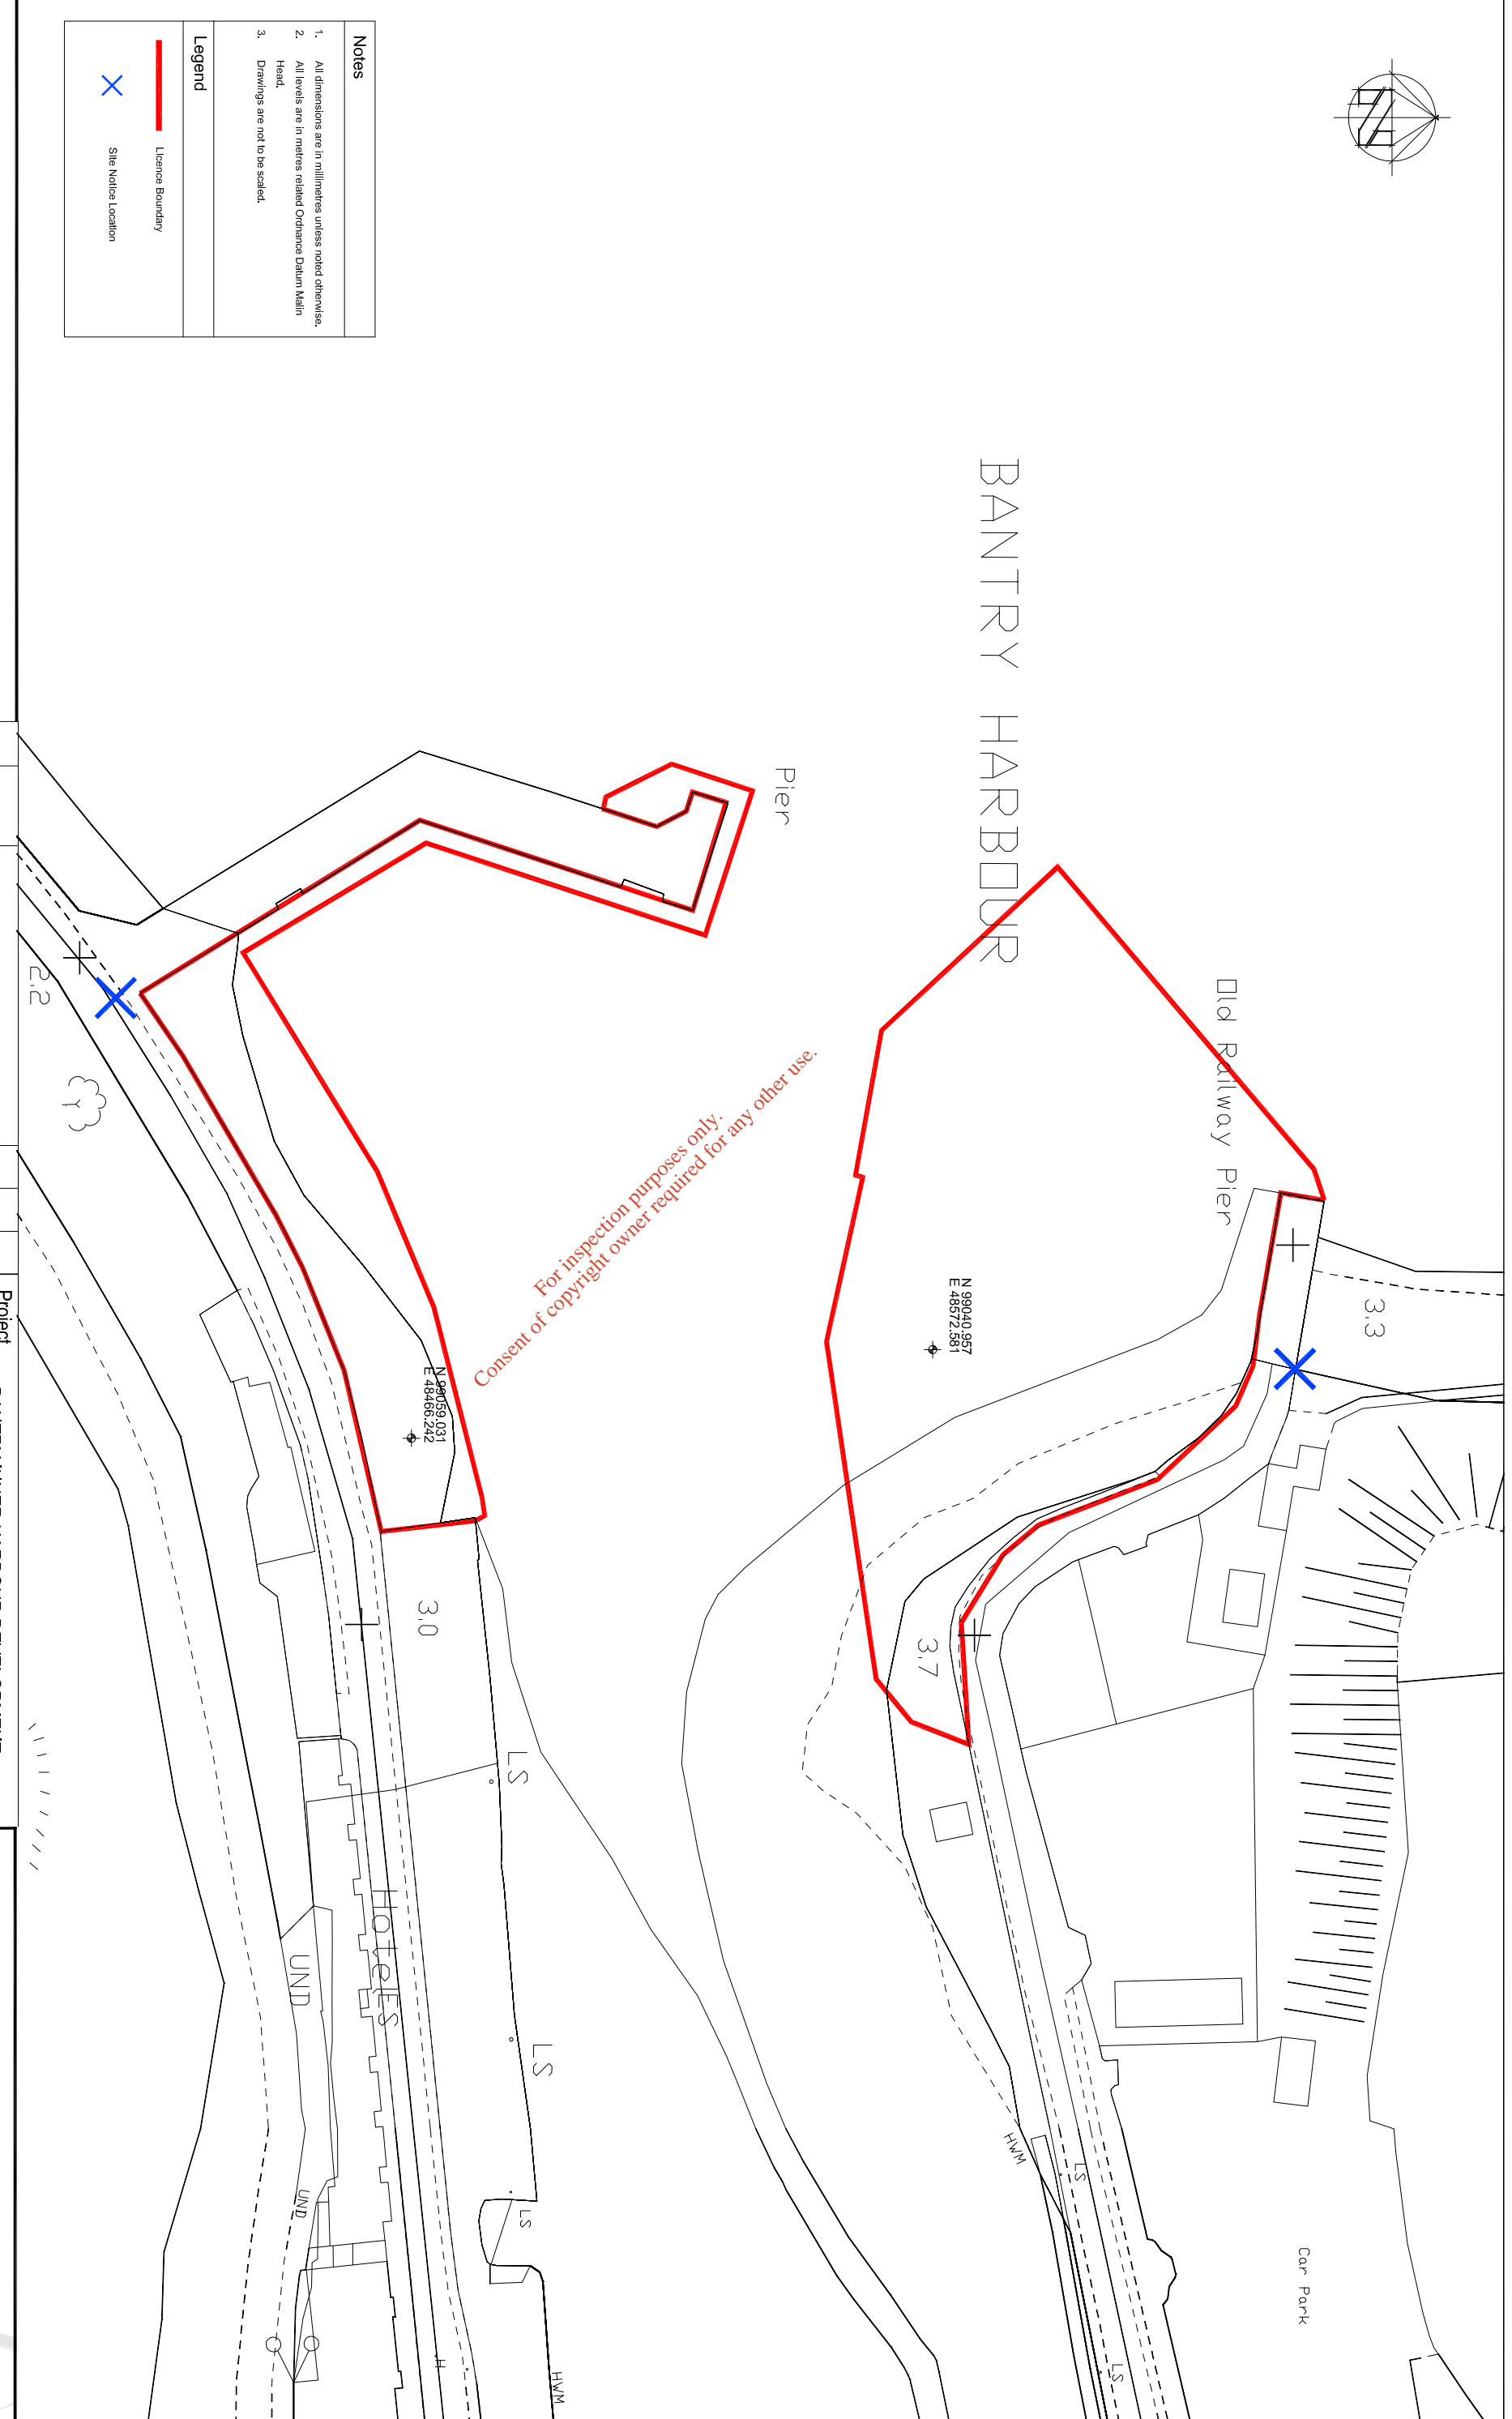 Notes
1. All dimensions are in millimetres unless noted otherwise.
2. All levels are in metres related Ordnance Datum Malin
Head.
3. Drawings are not to be scaled.
Legend
Licence Boundary
Site Notice Location
BANTRY HARBOUR
Pier
Old Railway Pier
3.3
N 99040.957
E 48572.581
3.7
For inspection purposes only.
Consent of copyright owner required for any other use.
N 99059.031
E 48466.242
3.0
2.2
LS
LS
LS
Hotels
UND
UND
HWM
LS
LS
HWM
H
Car Park
Project